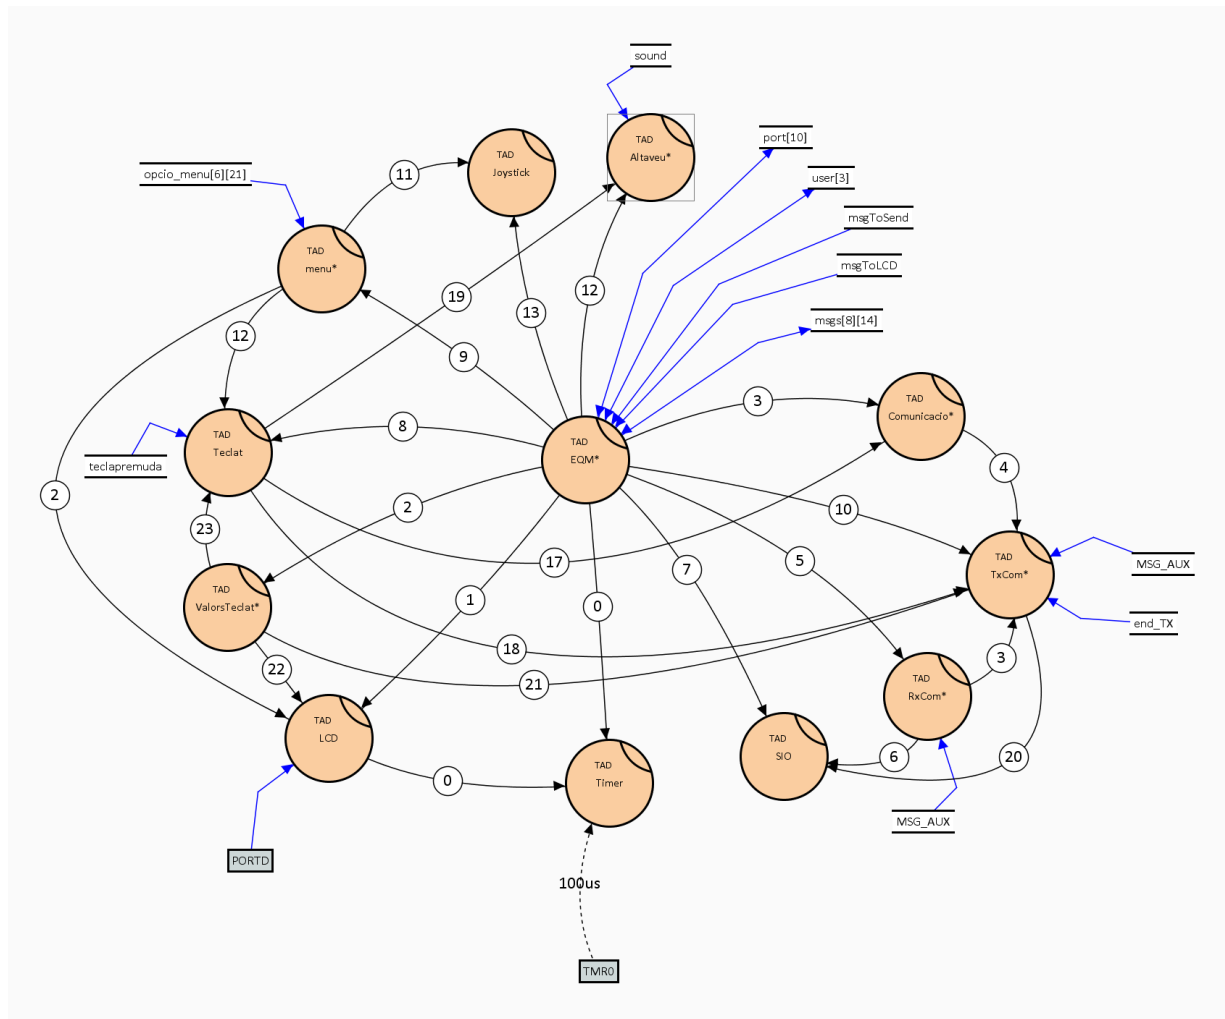 sound
port[10]
TAD
Altaveu*
TAD
Joystick
opcio_menu[6][21]
11
user[3]
msgToSend
TAD
menu*
msgToLCD
19
12
13
msgs[8][14]
12
9
3
TAD
Comunicacio*
8
TAD
Teclat
TAD
EQM*
teclapremuda
4
2
2
10
23
17
5
7
TAD
TxCom*
MSG_AUX
TAD
ValorsTeclat*
1
0
end_TX
18
3
22
21
TAD
RxCom*
TAD
LCD
TAD
SIO
6
20
0
TAD
Timer
MSG_AUX
PORTD
100us
TMR0